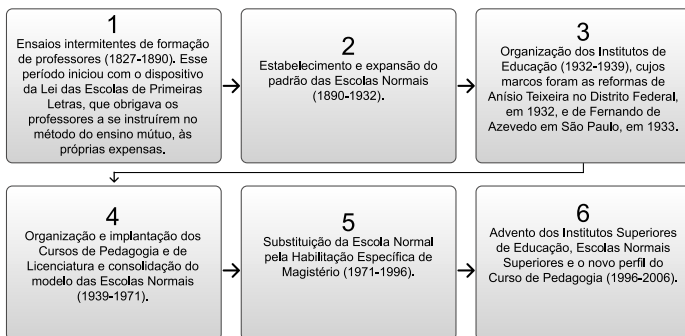 1
Ensaios intermitentes de formação
de professores (1827-1890). Esse
período iniciou com o dispositivo
da Lei das Escolas de Primeiras
Letras, que obrigava os
professores a se instruírem no
método do ensino mútuo, às
próprias expensas.
2
Estabelecimento e expansão do
padrão das Escolas Normais
(1890-1932).
3
Organização dos Institutos de
Educação (1932-1939), cujos
marcos foram as reformas de
Anísio Teixeira no Distrito Federal,
em 1932, e de Fernando de
Azevedo em São Paulo, em 1933.
4
Organização e implantação dos
Cursos de Pedagogia e de
Licenciatura e consolidação do
modelo das Escolas Normais
(1939-1971).
5
Substituição da Escola Normal
pela Habilitação Específica de
Magistério (1971-1996).
6
Advento dos Institutos Superiores
de Educação, Escolas Normais
Superiores e o novo perfil do
Curso de Pedagogia (1996-2006).